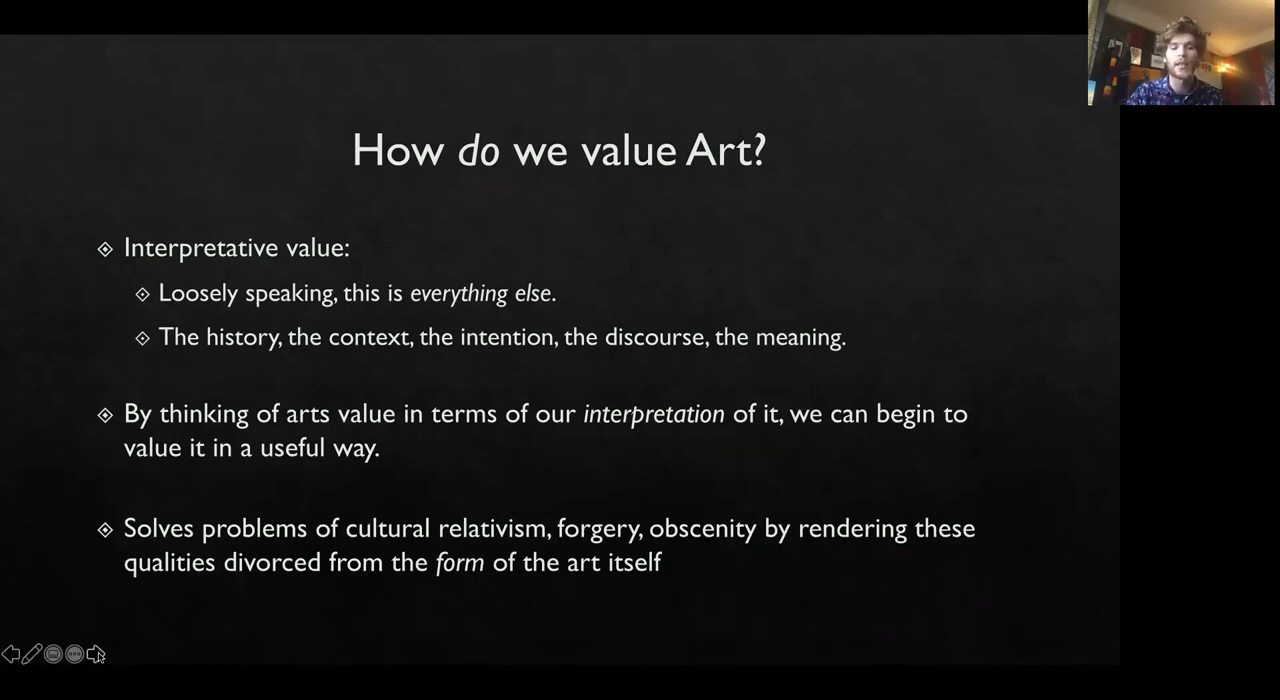 How do we value Art?
Interpretative value:
Loosely speaking, this is everything else.
The history, the context, the intention, the discourse, the meaning.
By thinking of arts value in terms of our interpretation of it, we can begin to
value it in a useful way.
Solves problems of cultural relativism, forgery, obscenity by rendering these
qualities divorced from the form of the art itself